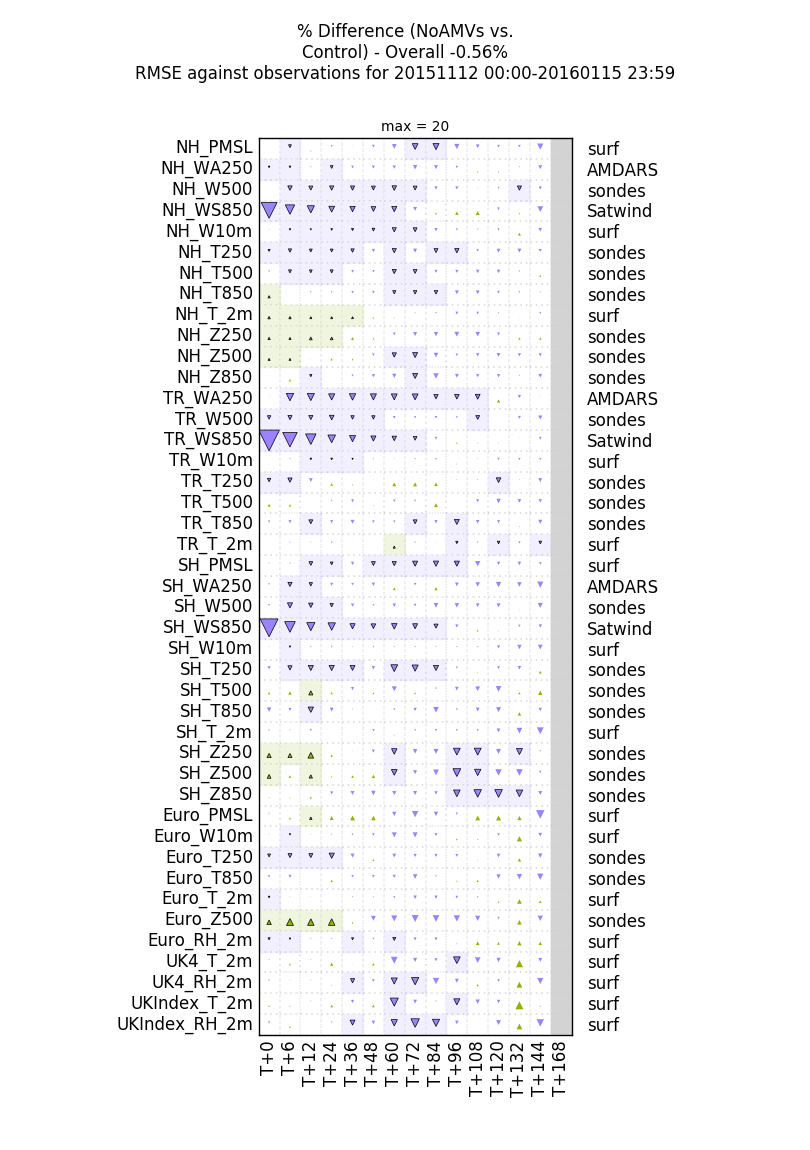 % Difference (NoAMVs vs.
Control) - Overall -0.56%
RMSE against observations for 20151112 00:00-20160115 23:59
max = 20
NH_PMSL surf
NH_WA250 AMDARS
NH_W500 sondes
NH_WS850 Satwind
NH_W10m surf
NH_T250 sondes
NH_T500 sondes
NH_T850 sondes
NH_T_2m surf
NH_Z250 sondes
NH_Z500 sondes
NH_Z850 sondes
TR_WA250 AMDARS
TR_W500 sondes
TR_WS850 Satwind
TR_W10m surf
TR_T250 sondes
TR_T500 sondes
TR_T850 sondes
TR_T_2m surf
SH_PMSL surf
SH_WA250 AMDARS
SH_W500 sondes
SH_WS850 Satwind
SH_W10m surf
SH_T250 sondes
SH_T500 sondes
SH_T850 sondes
SH_T_2m surf
SH_Z250 sondes
SH_Z500 sondes
SH_Z850 sondes
Euro_PMSL surf
Euro_W10m surf
Euro_T250 sondes
Euro_T850 sondes
Euro_T_2m surf
Euro_Z500 sondes
Euro_RH_2m surf
UK4_T_2m surf
UK4_RH_2m surf
UKIndex_T_2m surf
UKIndex_RH_2m surf
T+0 T+6 T+12 T+24 T+36 T+48 T+60 T+72 T+84 T+96 T+108 T+120 T+132 T+144 T+168